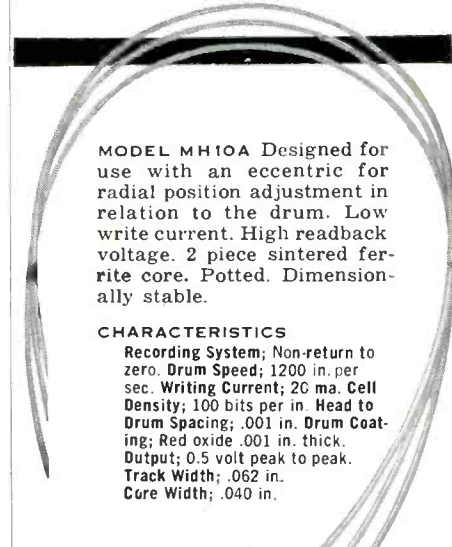 MODEL MH10A Designed for
use with an eccentric for
radial position adjustment in
relation to the drum. Low
write current. High readback
voltage. 2 piece sintered fer-
rite core. Potted. Dimension-
ally stable.
CHARACTERISTICS
Recording System; Non-return to
zero. Drum Speed; 1200 in. per
sec. Writing Current; 20 ma. Cell
Density; 100 bits per in. Head to
Drum Spacing; .001 in. Drum Coat-
ing; Red oxide .001 in. thick.
Output; 0.5 volt peak to peak.
Track Width; .062 in.
Core Width; .040 in.